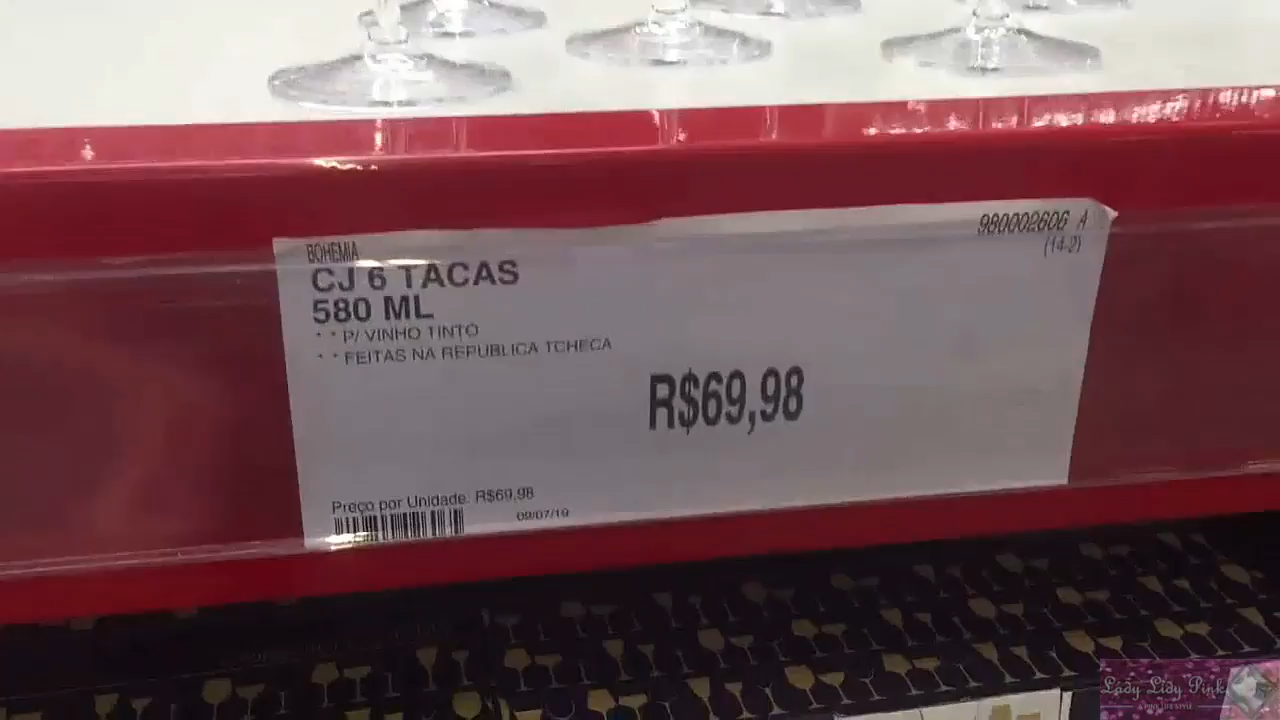 BOHEMIA
980002606 A
(14-2)
CJ 6 TACAS
580 ML
* * P/ VINHO TINTO
* * FEITAS NA REPUBLICA TCHECA
R$69,98
Preço por Unidade: R$69,98
09/07/19
Lady Lidy Pink